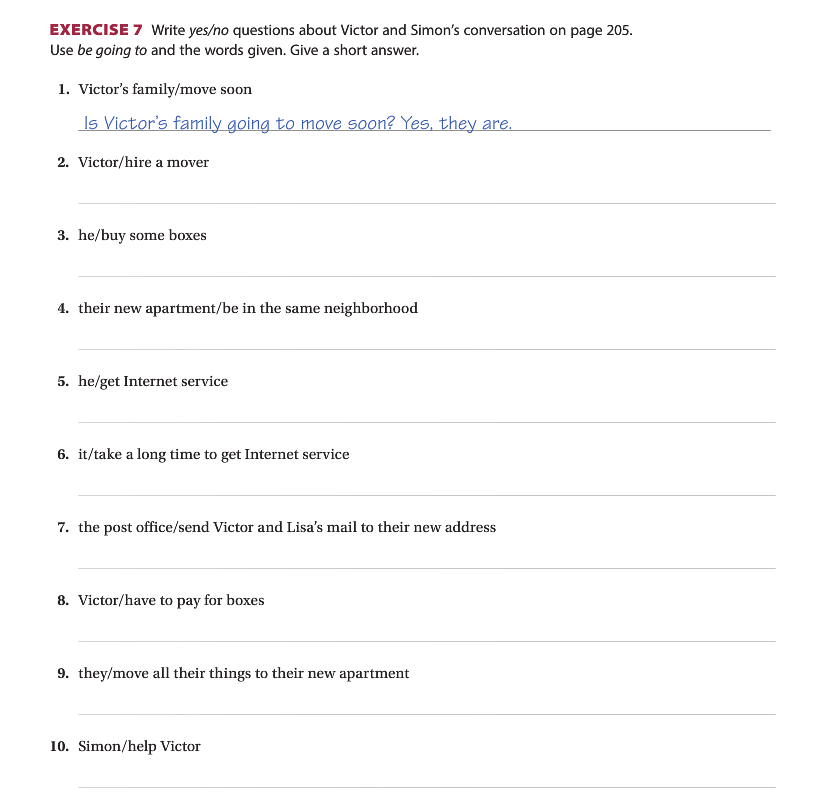 EXERCISE 7 Write yes/no questions about Victor and Simon's conversation on page 205.
Use be going to and the words given. Give a short answer.
1. Victor's family/move soon
Is Victor's family going to move soon? Yes, they are.
2. Victor/hire a mover
3. he/buy some boxes
4. their new apartment/be in the same neighborhood
5. he/get Internet service
6. it/take a long time to get Internet service
7. the post office/send Victor and Lisa's mail to their new address
8. Victor/have to pay for boxes
9. they/move all their things to their new apartment
10. Simon/help Victor